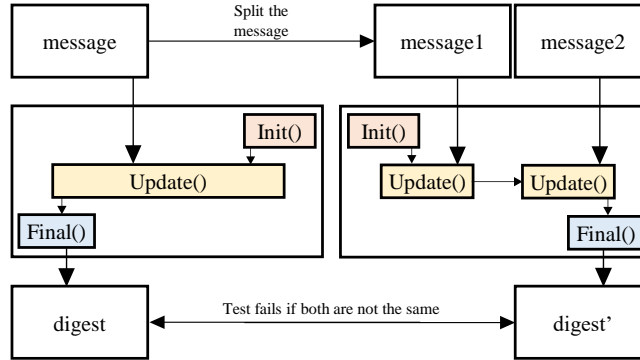 message
Split the
message
message1
message2
Init()
Update()
Final()
Init()
Update()
Update()
Final()
digest
Test fails if both are not the same
digest’